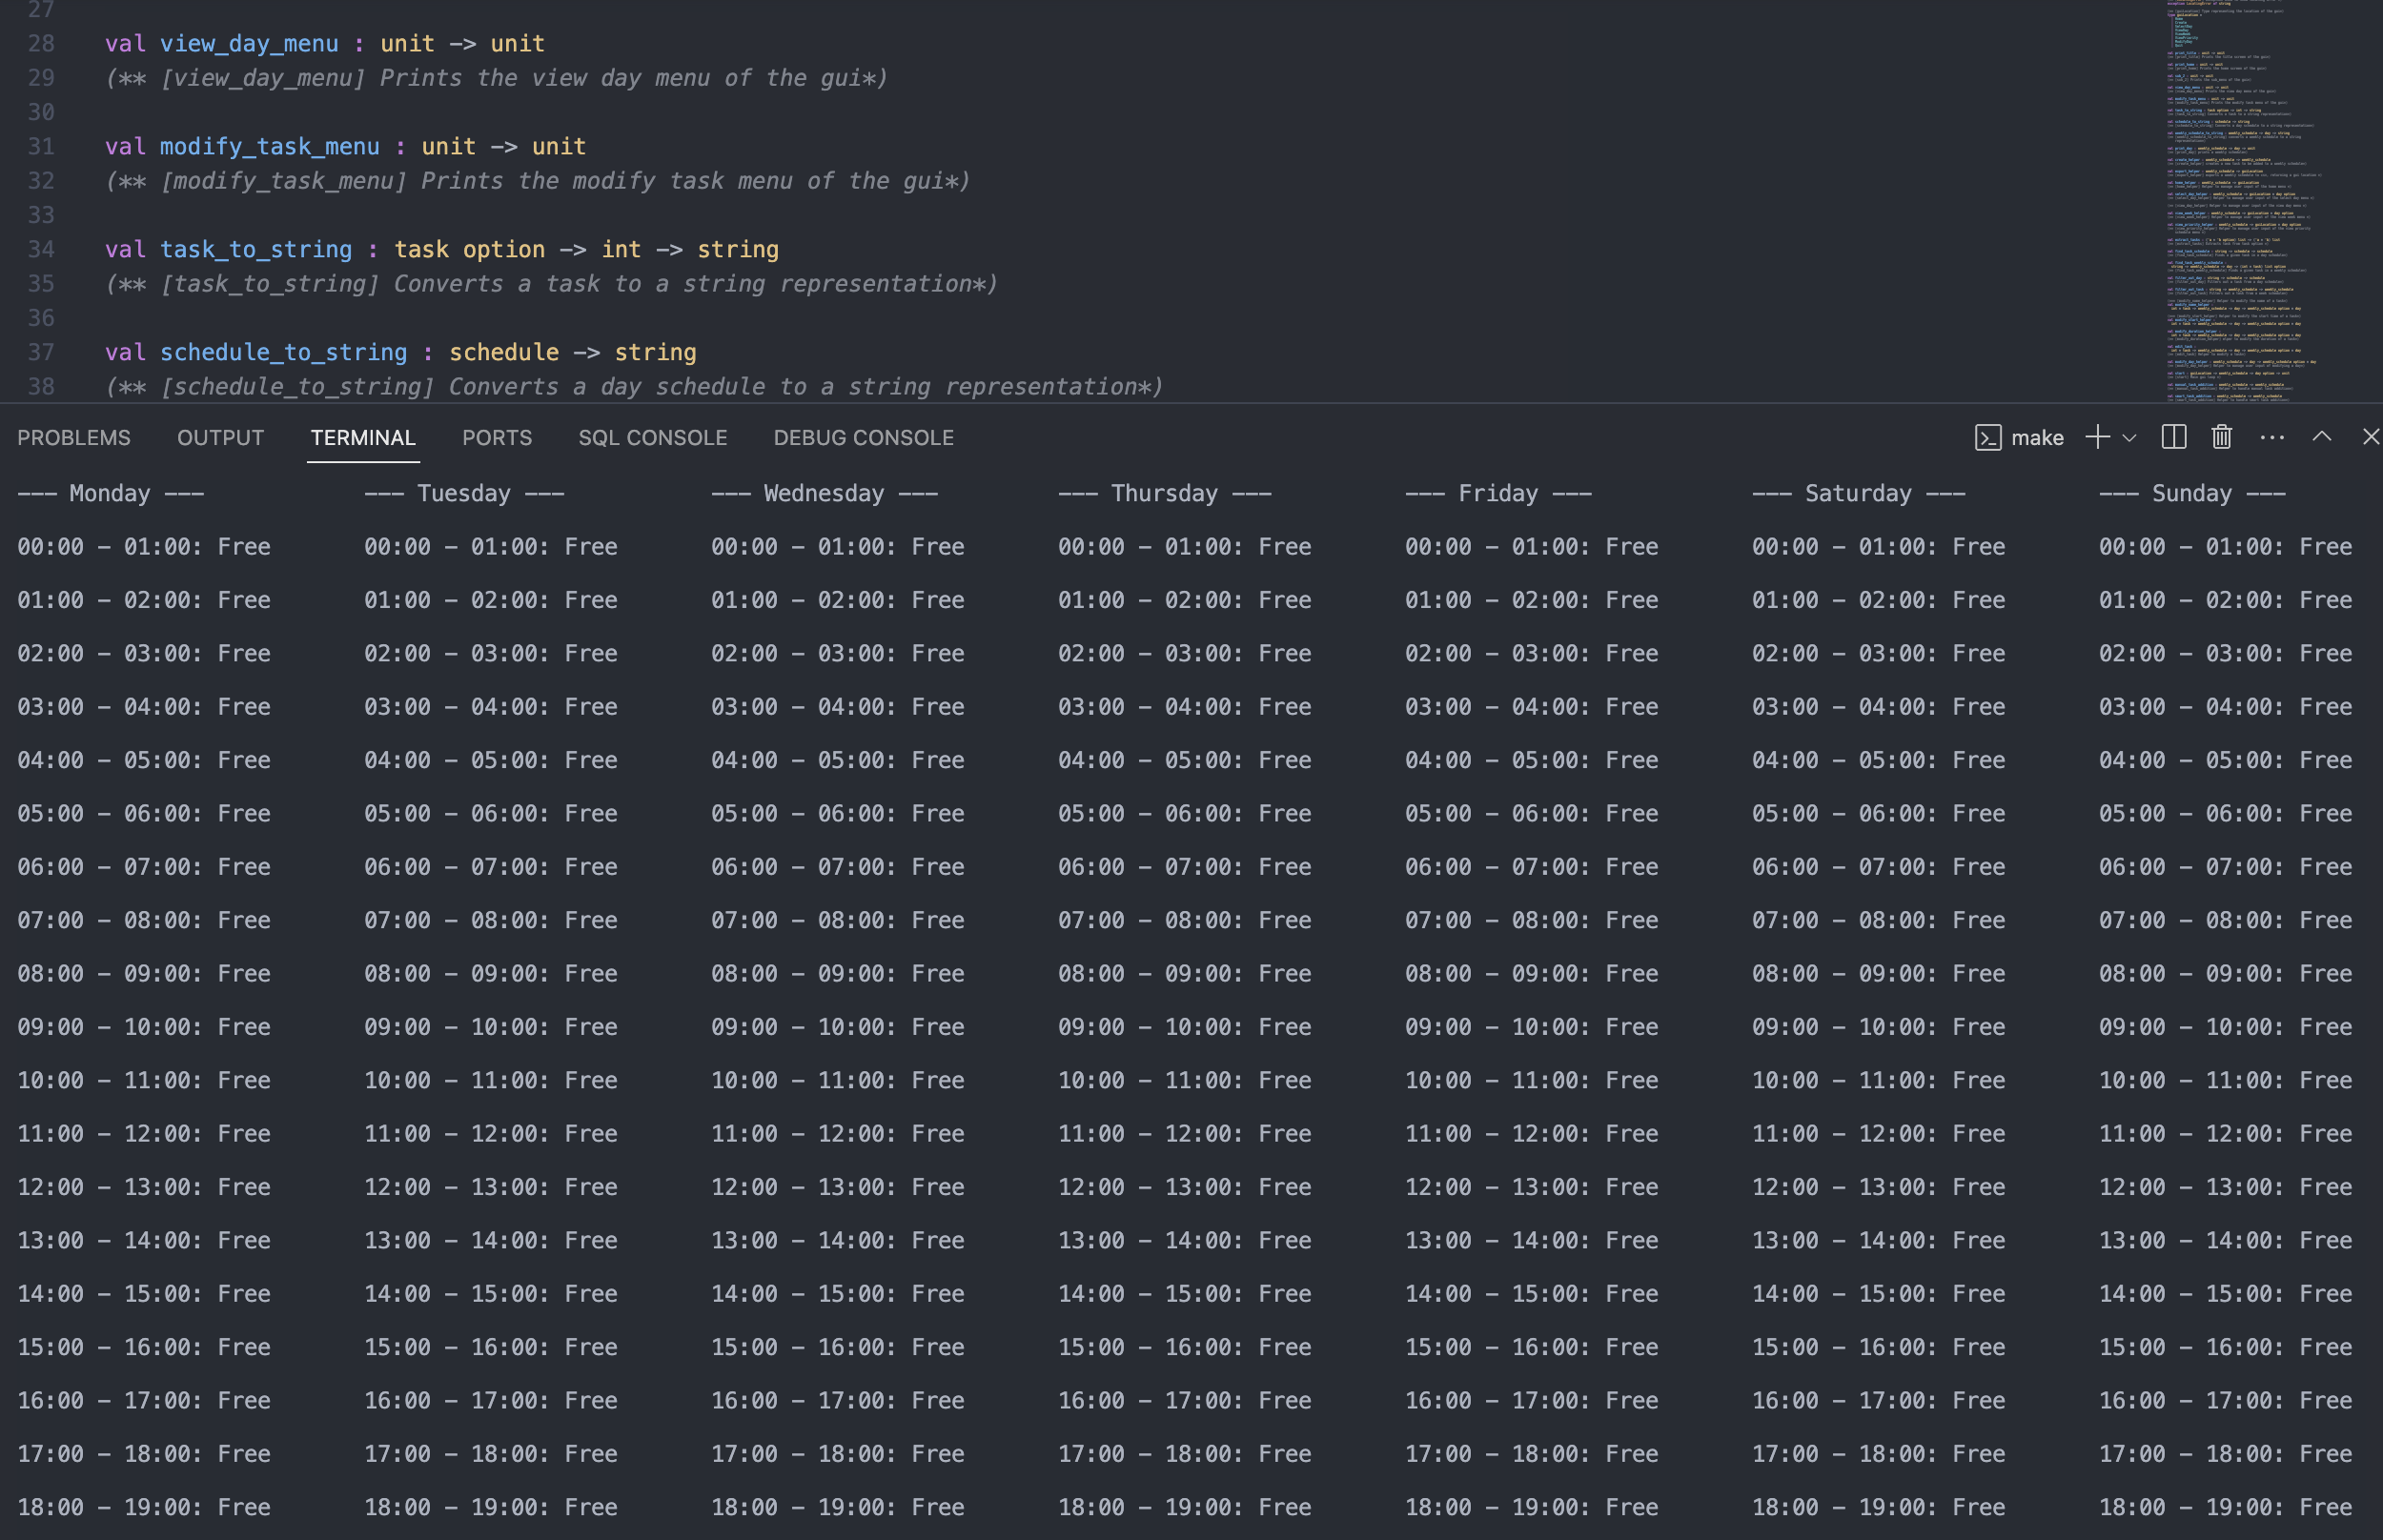 27
28 val view_day_menu : unit -> unit
29 (** [view_day_menu] Prints the view day menu of the gui*)
30
31 val modify_task_menu : unit -> unit
32 (** [modify_task_menu] Prints the modify task menu of the gui*)
33
34 val task_to_string : task option -> int -> string
35 (** [task_to_string] Converts a task to a string representation*)
36
37 val schedule_to_string : schedule -> string
38 (** [schedule_to_string] Converts a day schedule to a string representation*)
PROBLEMS OUTPUT TERMINAL PORTS SQL CONSOLE DEBUG CONSOLE make
--- Monday --- --- Tuesday --- --- Wednesday --- --- Thursday --- --- Friday --- --- Saturday --- --- Sunday ---
00:00 - 01:00: Free 00:00 - 01:00: Free 00:00 - 01:00: Free 00:00 - 01:00: Free 00:00 - 01:00: Free 00:00 - 01:00: Free 00:00 - 01:00: Free
01:00 - 02:00: Free 01:00 - 02:00: Free 01:00 - 02:00: Free 01:00 - 02:00: Free 01:00 - 02:00: Free 01:00 - 02:00: Free 01:00 - 02:00: Free
02:00 - 03:00: Free 02:00 - 03:00: Free 02:00 - 03:00: Free 02:00 - 03:00: Free 02:00 - 03:00: Free 02:00 - 03:00: Free 02:00 - 03:00: Free
03:00 - 04:00: Free 03:00 - 04:00: Free 03:00 - 04:00: Free 03:00 - 04:00: Free 03:00 - 04:00: Free 03:00 - 04:00: Free 03:00 - 04:00: Free
04:00 - 05:00: Free 04:00 - 05:00: Free 04:00 - 05:00: Free 04:00 - 05:00: Free 04:00 - 05:00: Free 04:00 - 05:00: Free 04:00 - 05:00: Free
05:00 - 06:00: Free 05:00 - 06:00: Free 05:00 - 06:00: Free 05:00 - 06:00: Free 05:00 - 06:00: Free 05:00 - 06:00: Free 05:00 - 06:00: Free
06:00 - 07:00: Free 06:00 - 07:00: Free 06:00 - 07:00: Free 06:00 - 07:00: Free 06:00 - 07:00: Free 06:00 - 07:00: Free 06:00 - 07:00: Free
07:00 - 08:00: Free 07:00 - 08:00: Free 07:00 - 08:00: Free 07:00 - 08:00: Free 07:00 - 08:00: Free 07:00 - 08:00: Free 07:00 - 08:00: Free
08:00 - 09:00: Free 08:00 - 09:00: Free 08:00 - 09:00: Free 08:00 - 09:00: Free 08:00 - 09:00: Free 08:00 - 09:00: Free 08:00 - 09:00: Free
09:00 - 10:00: Free 09:00 - 10:00: Free 09:00 - 10:00: Free 09:00 - 10:00: Free 09:00 - 10:00: Free 09:00 - 10:00: Free 09:00 - 10:00: Free
10:00 - 11:00: Free 10:00 - 11:00: Free 10:00 - 11:00: Free 10:00 - 11:00: Free 10:00 - 11:00: Free 10:00 - 11:00: Free 10:00 - 11:00: Free
11:00 - 12:00: Free 11:00 - 12:00: Free 11:00 - 12:00: Free 11:00 - 12:00: Free 11:00 - 12:00: Free 11:00 - 12:00: Free 11:00 - 12:00: Free
12:00 - 13:00: Free 12:00 - 13:00: Free 12:00 - 13:00: Free 12:00 - 13:00: Free 12:00 - 13:00: Free 12:00 - 13:00: Free 12:00 - 13:00: Free
13:00 - 14:00: Free 13:00 - 14:00: Free 13:00 - 14:00: Free 13:00 - 14:00: Free 13:00 - 14:00: Free 13:00 - 14:00: Free 13:00 - 14:00: Free
14:00 - 15:00: Free 14:00 - 15:00: Free 14:00 - 15:00: Free 14:00 - 15:00: Free 14:00 - 15:00: Free 14:00 - 15:00: Free 14:00 - 15:00: Free
15:00 - 16:00: Free 15:00 - 16:00: Free 15:00 - 16:00: Free 15:00 - 16:00: Free 15:00 - 16:00: Free 15:00 - 16:00: Free 15:00 - 16:00: Free
16:00 - 17:00: Free 16:00 - 17:00: Free 16:00 - 17:00: Free 16:00 - 17:00: Free 16:00 - 17:00: Free 16:00 - 17:00: Free 16:00 - 17:00: Free
17:00 - 18:00: Free 17:00 - 18:00: Free 17:00 - 18:00: Free 17:00 - 18:00: Free 17:00 - 18:00: Free 17:00 - 18:00: Free 17:00 - 18:00: Free
18:00 - 19:00: Free 18:00 - 19:00: Free 18:00 - 19:00: Free 18:00 - 19:00: Free 18:00 - 19:00: Free 18:00 - 19:00: Free 18:00 - 19:00: Free